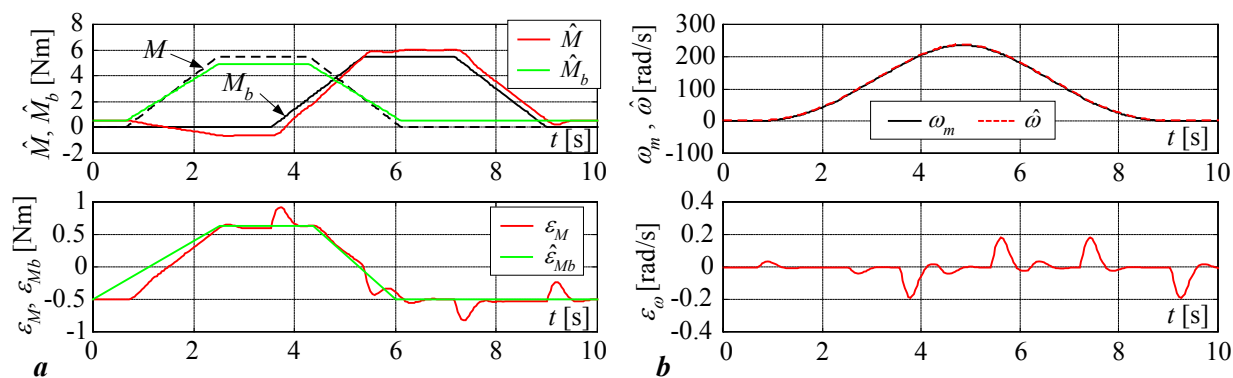 M̂, M̂_b [Nm]
8
6
4
2
0
-2
M
M_b
M̂
M̂_b
t [s]
0 2 4 6 8 10
ε_M, ε_Mb [Nm]
1
0.5
0
-0.5
-1
ε_M
ε̂_Mb
t [s]
0 2 4 6 8 10
a
ω_m, ω̂ [rad/s]
300
200
100
0
-100
ω_m ω̂
t [s]
0 2 4 6 8 10
ε_ω [rad/s]
0.4
0.2
0
-0.2
-0.4
t [s]
0 2 4 6 8 10
b